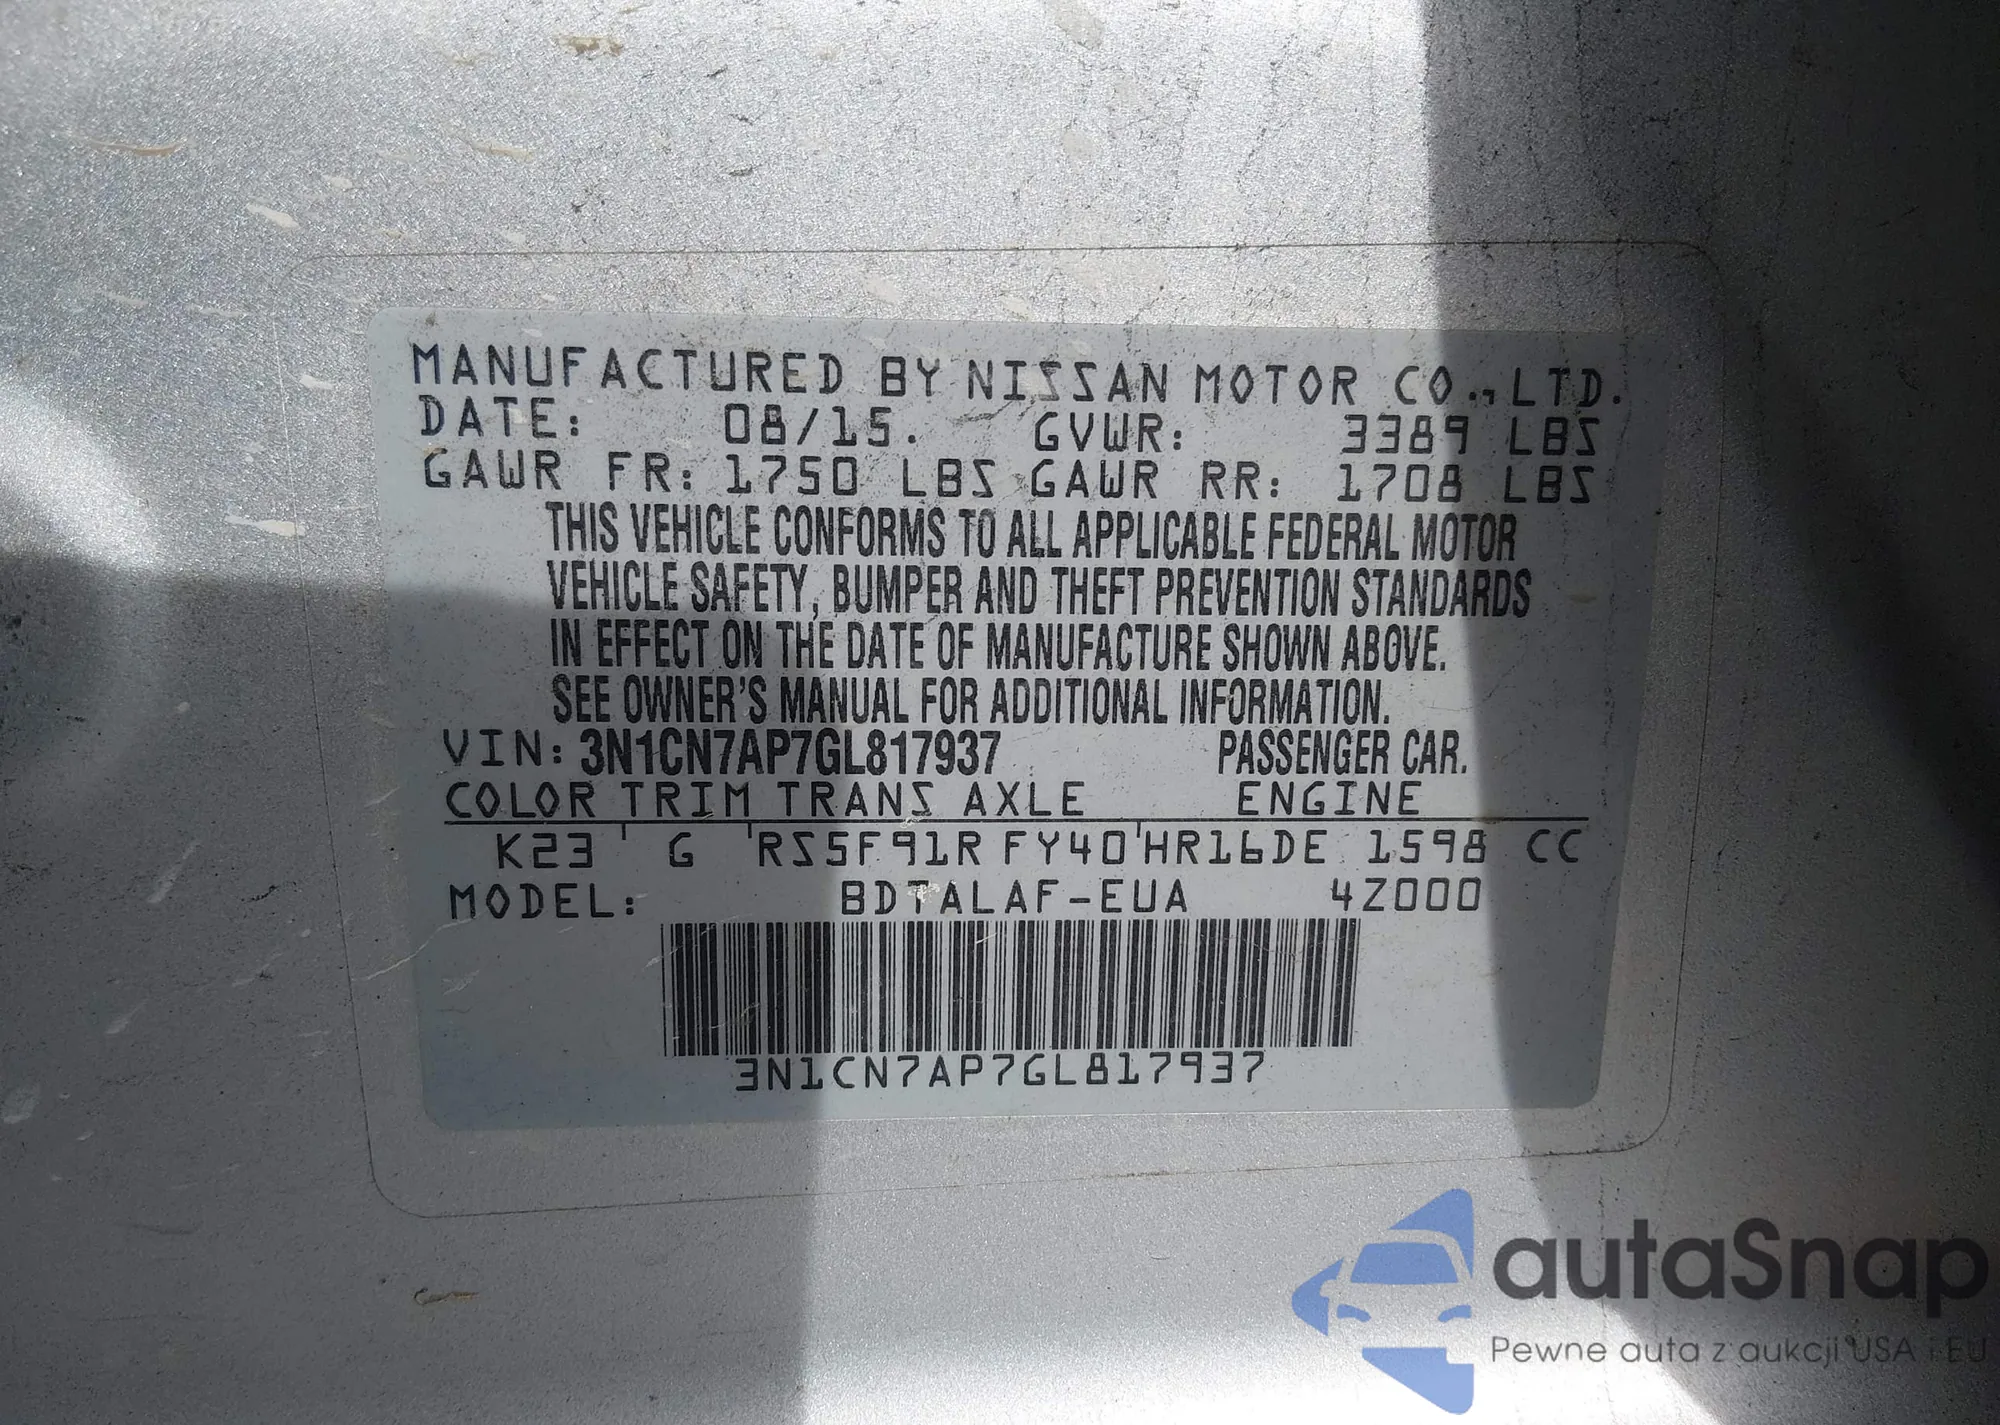 MANUFACTURED BY NISSAN MOTOR CO.,LTD.
DATE: 08/15. GVWR: 3389 LBS
GAWR FR: 1750 LBS GAWR RR: 1708 LBS
THIS VEHICLE CONFORMS TO ALL APPLICABLE FEDERAL MOTOR
VEHICLE SAFETY, BUMPER AND THEFT PREVENTION STANDARDS
IN EFFECT ON THE DATE OF MANUFACTURE SHOWN ABOVE.
SEE OWNER'S MANUAL FOR ADDITIONAL INFORMATION.
VIN: 3N1CN7AP7GL817937 PASSENGER CAR.
COLOR TRIM TRANS AXLE ENGINE
K23 ' G ' RS5F91R FY40 ' HR16DE 1598 CC
MODEL: BDTALAF-EUA 4Z000
3N1CN7AP7GL817937
autaSnap
Pewne auta z aukcji USA i EU